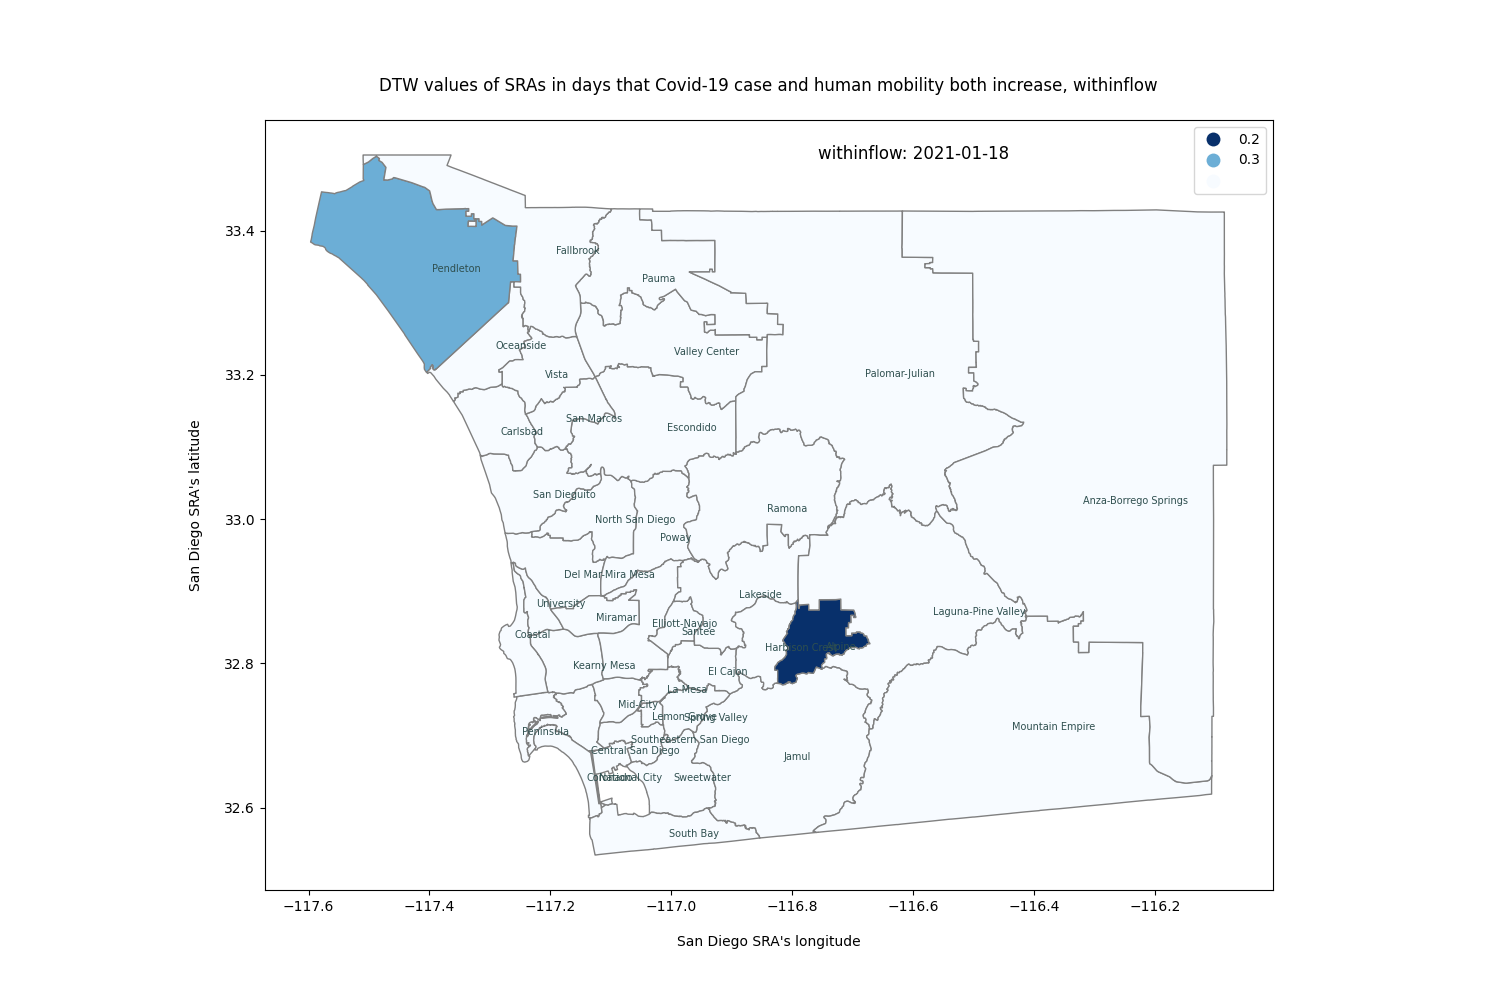 DTW values of SRAs in days that Covid-19 case and human mobility both increase, withinflow
withinflow: 2021-01-18
0.2
0.3
San Diego SRA's latitude
33.4
33.2
33.0
32.8
32.6
Pendleton
Fallbrook
Pauma
Oceanside
Valley Center
Vista
Palomar-Julian
San Marcos
Carlsbad
Escondido
San Dieguito
Anza-Borrego Springs
Ramona
North San Diego
Poway
Del Mar-Mira Mesa
Lakeside
University
Miramar
Laguna-Pine Valley
Elliott-Navajo
Santee
Coastal
Harbison Crest
Kearny Mesa
El Cajon
La Mesa
Mid-City
Lemon Grove
Spring Valley
Mountain Empire
Peninsula
Southeastern San Diego
Central San Diego
Jamul
Coronado
National City
Sweetwater
South Bay
−117.6
−117.4
−117.2
−117.0
−116.8
−116.6
−116.4
−116.2
San Diego SRA's longitude